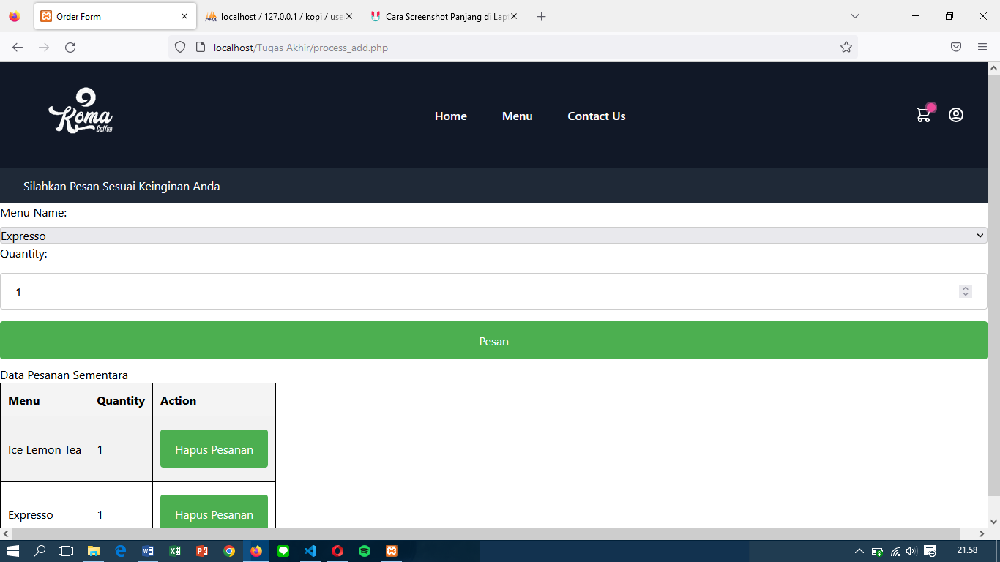 Order Form
localhost / 127.0.0.1 / kopi / use
Cara Screenshot Panjang di Lap
localhost/Tugas Akhir/process_add.php
Koma
Coffee
Home Menu Contact Us
Silahkan Pesan Sesuai Keinginan Anda
Menu Name:
Expresso
Quantity:
1
Pesan
Data Pesanan Sementara
Menu Quantity Action
Ice Lemon Tea 1 Hapus Pesanan
Expresso 1 Hapus Pesanan
21.58